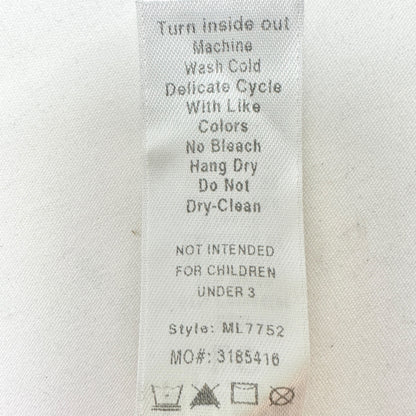 Turn inside out
Machine
Wash Cold
Delicate Cycle
With Like
Colors
No Bleach
Hang Dry
Do Not
Dry-Clean
NOT INTENDED
FOR CHILDREN
UNDER 3
Style: ML7752
MO#: 3185416